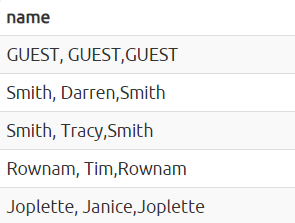 name
GUEST, GUEST,GUEST
Smith, Darren,Smith
Smith, Tracy,Smith
Rownam, Tim,Rownam
Joplette, Janice,Joplette